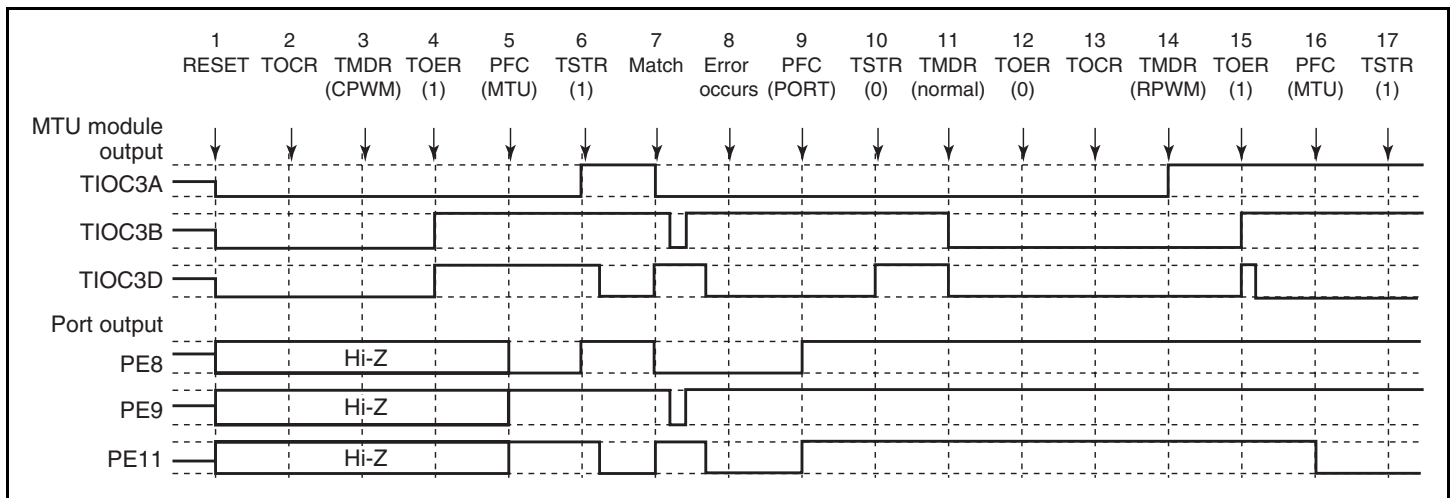 1 2 3 4 5 6 7 8 9 10 11 12 13 14 15 16 17
RESET TOCR TMDR TOER PFC TSTR Match Error PFC TSTR TMDR TOER TOCR TMDR TOER PFC TSTR
(CPWM) (1) (MTU) (1) occurs (PORT) (0) (normal) (0) (RPWM) (1) (MTU) (1)
MTU module
output
TIOC3A
TIOC3B
TIOC3D
Port output
PE8 Hi-Z
PE9 Hi-Z
PE11 Hi-Z